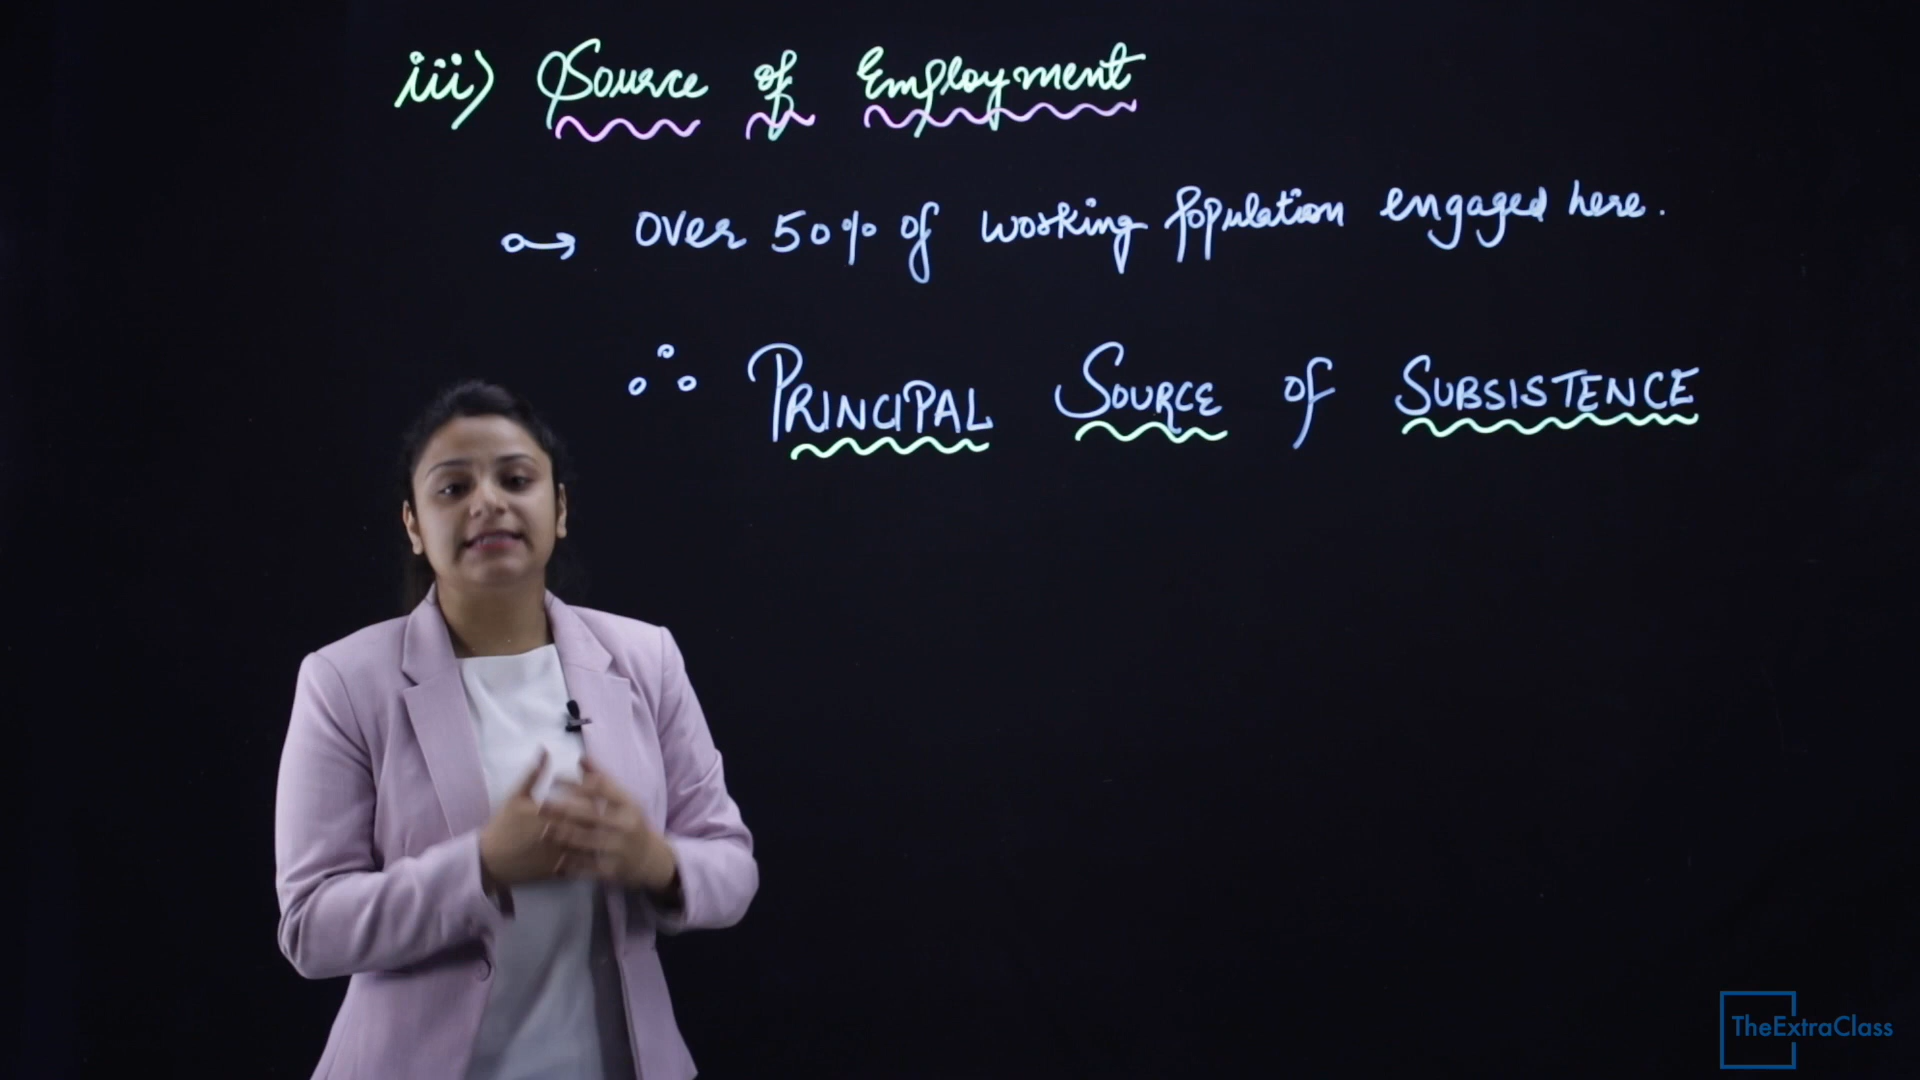 iii) Source of Employment
→ over 50% of working population engaged here.
∴ PRINCIPAL SOURCE of SUBSISTENCE
TheExtraClass